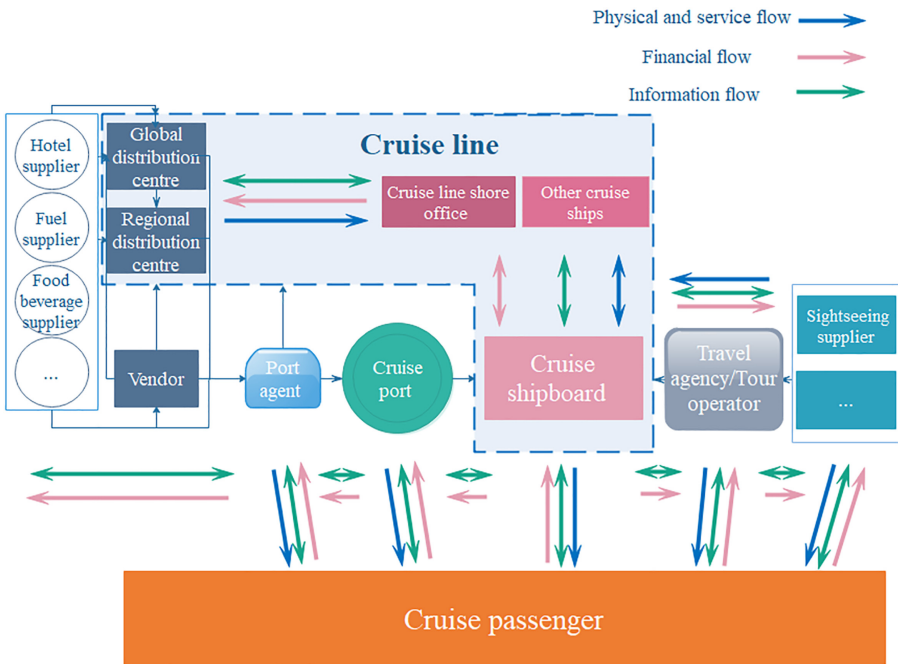 Physical and service flow
Financial flow
Information flow
Hotel
supplier
Fuel
supplier
Food
beverage
supplier
...
Global
distribution
centre
Regional
distribution
centre
Vendor
Cruise line
Cruise line shore
office
Other cruise
ships
Port
agent
Cruise
port
Cruise
shipboard
Travel
agency/Tour
operator
Sightseeing
supplier
...
Cruise passenger